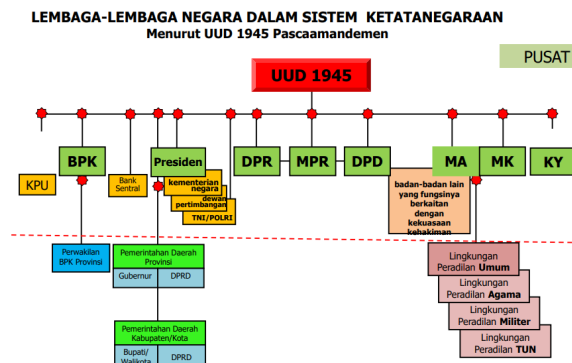 LEMBAGA-LEMBAGA NEGARA DALAM SISTEM KETATANEGARAAN
Menurut UUD 1945 Pascaamandemen
PUSAT
UUD 1945
KPU
BPK
Bank
Sentral
Presiden
kementerian
negara
dewan
pertimbangan
TNI/POLRI
DPR
MPR
DPD
badan-badan lain
yang fungsinya
berkaitan
dengan
kekuasaan
kehakiman
MA
MK
KY
Perwakilan
BPK Provinsi
Pemerintahan Daerah
Provinsi
Gubernur
DPRD
Pemerintahan Daerah
Kabupaten/Kota
Bupati/
Walikota
DPRD
Lingkungan
Peradilan Umum
Lingkungan
Peradilan Agama
Lingkungan
Peradilan Militer
Lingkungan
Peradilan TUN